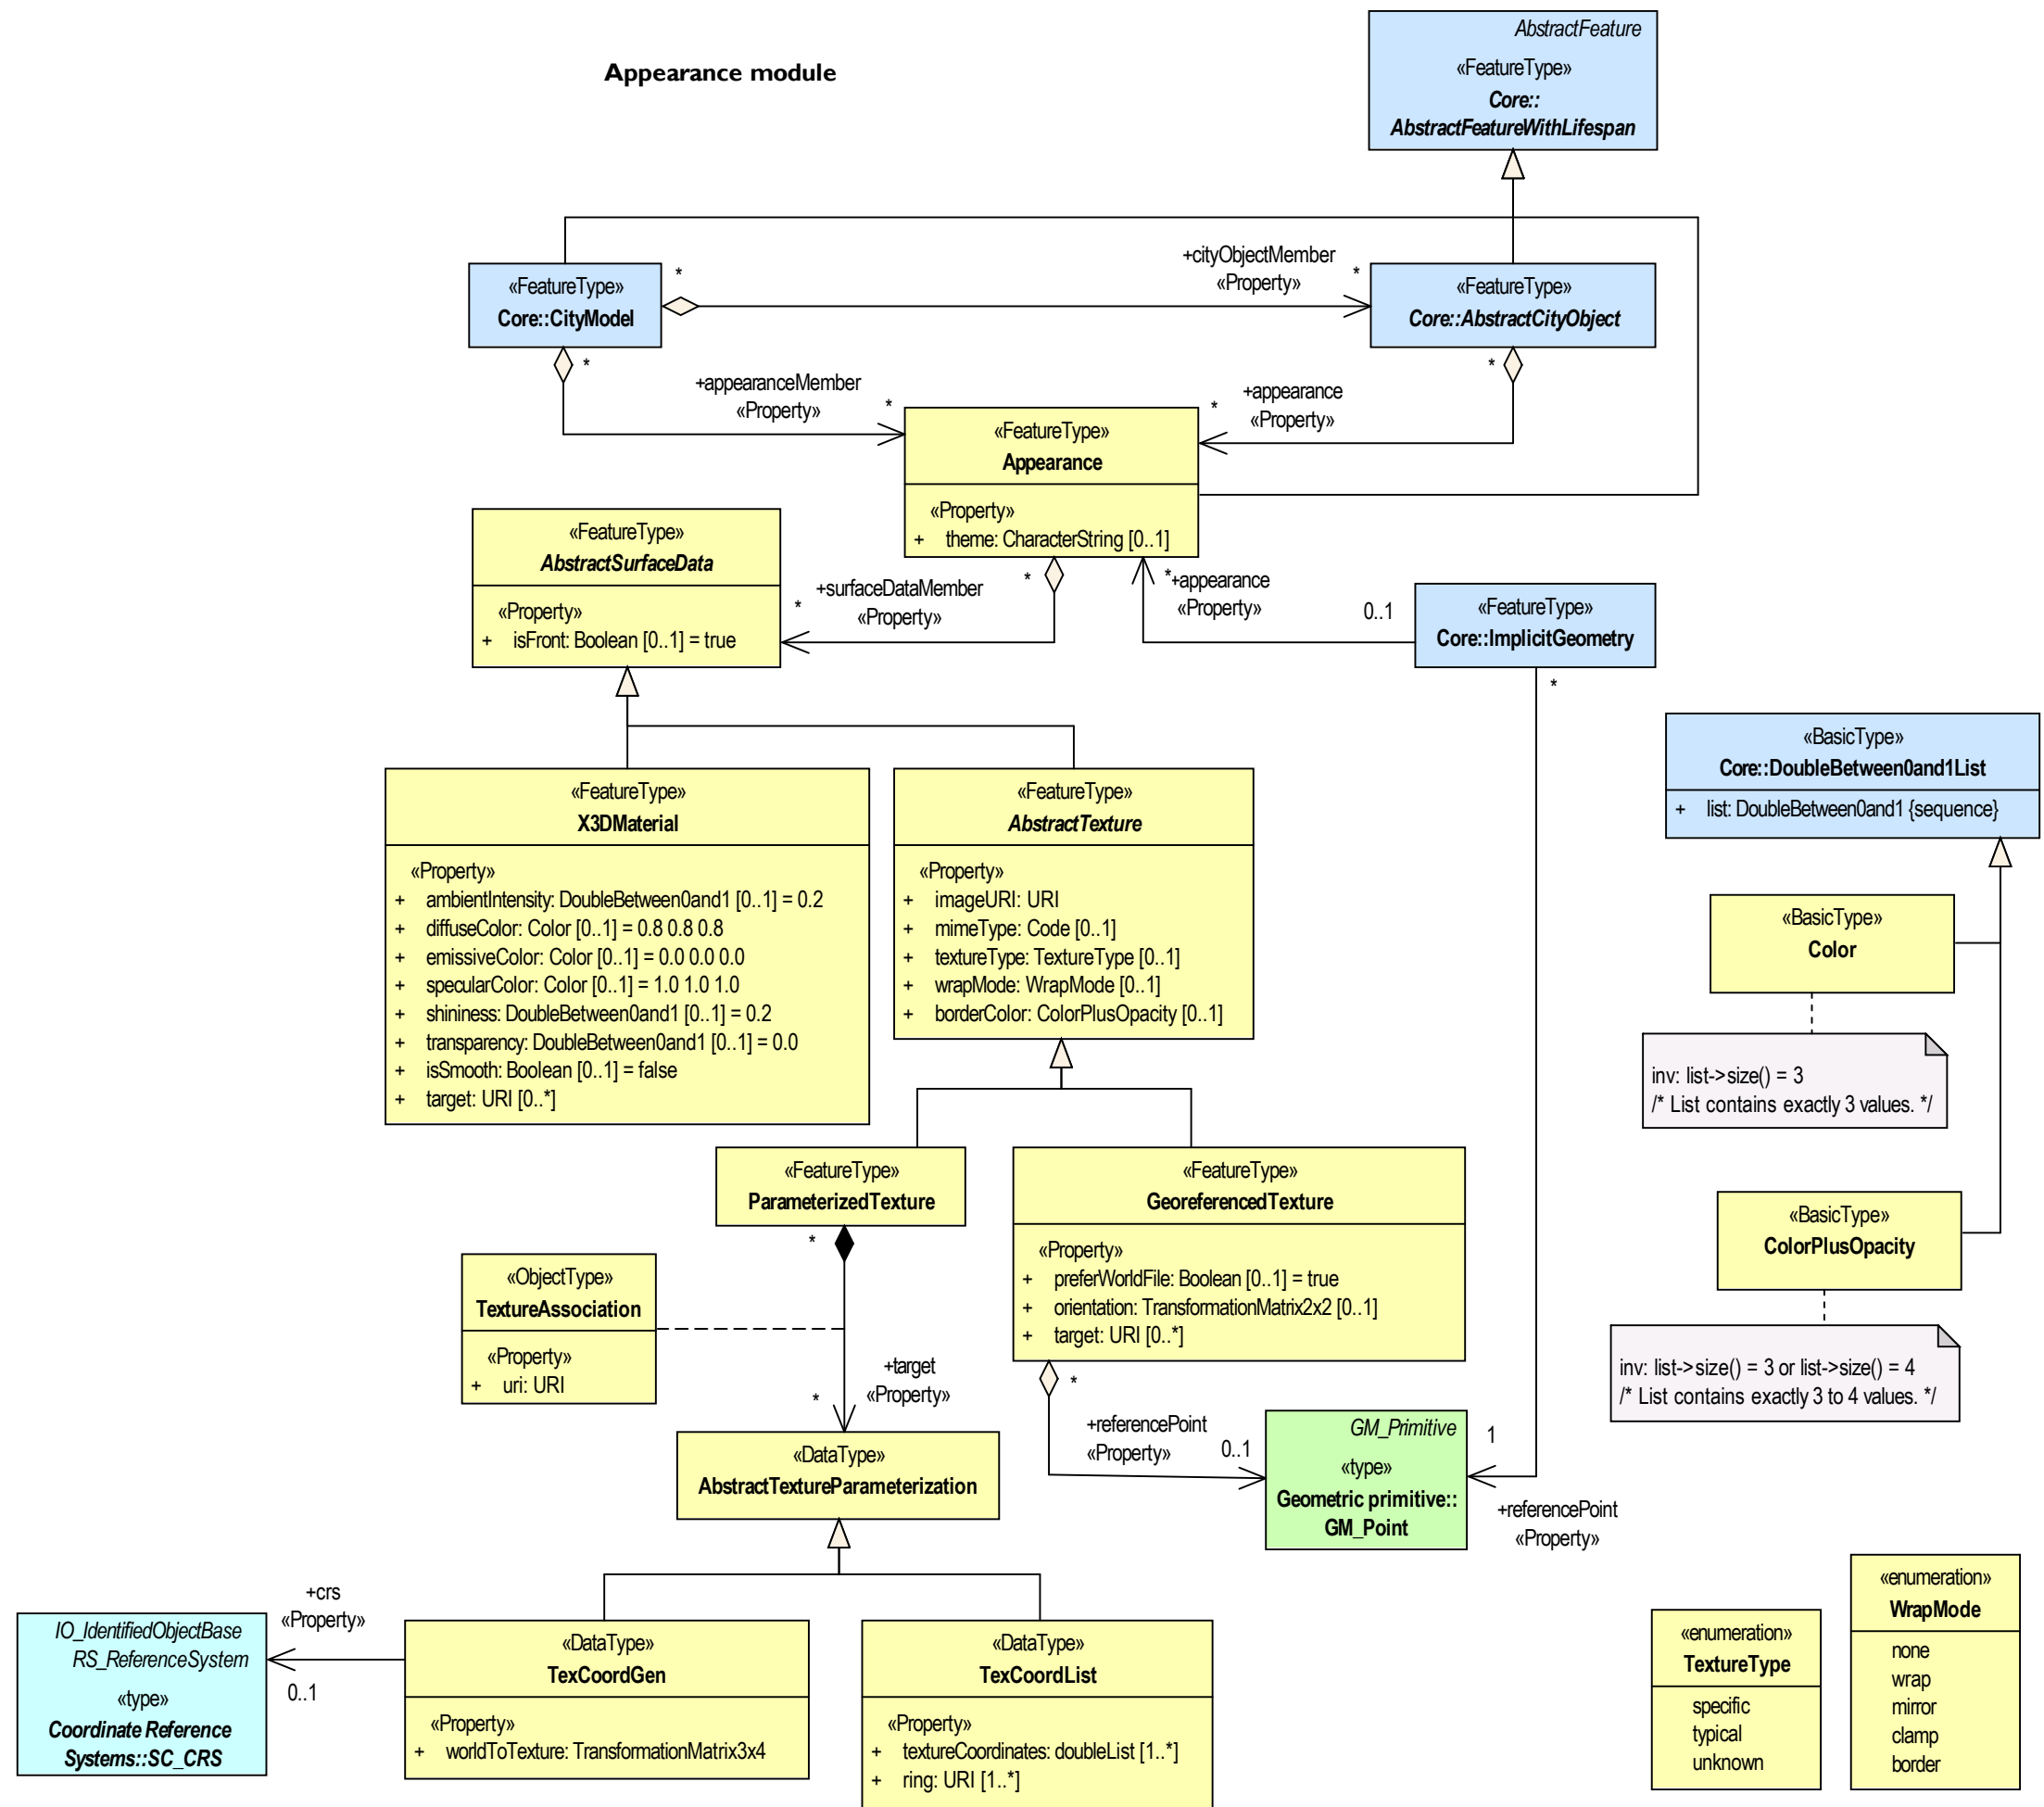 Appearance module
AbstractFeature
«FeatureType»
Core::
AbstractFeatureWithLifespan
«FeatureType»
Core::CityModel
*
+cityObjectMember
«Property»
*
«FeatureType»
Core::AbstractCityObject
*
+appearanceMember
«Property»
*
*
+appearance
«Property»
*
«FeatureType»
Appearance
«Property»
+ theme: CharacterString [0..1]
«FeatureType»
AbstractSurfaceData
«Property»
+ isFront: Boolean [0..1] = true
+surfaceDataMember
«Property»
*
*
*
+appearance
«Property»
0..1
«FeatureType»
Core::ImplicitGeometry
*
«FeatureType»
X3DMaterial
«Property»
+ ambientIntensity: DoubleBetween0and1 [0..1] = 0.2
+ diffuseColor: Color [0..1] = 0.8 0.8 0.8
+ emissiveColor: Color [0..1] = 0.0 0.0 0.0
+ specularColor: Color [0..1] = 1.0 1.0 1.0
+ shininess: DoubleBetween0and1 [0..1] = 0.2
+ transparency: DoubleBetween0and1 [0..1] = 0.0
+ isSmooth: Boolean [0..1] = false
+ target: URI [0..*]
«FeatureType»
AbstractTexture
«Property»
+ imageURI: URI
+ mimeType: Code [0..1]
+ textureType: TextureType [0..1]
+ wrapMode: WrapMode [0..1]
+ borderColor: ColorPlusOpacity [0..1]
«BasicType»
Core::DoubleBetween0and1List
+ list: DoubleBetween0and1 {sequence}
«BasicType»
Color
inv: list->size() = 3
/* List contains exactly 3 values. */
«BasicType»
ColorPlusOpacity
inv: list->size() = 3 or list->size() = 4
/* List contains exactly 3 to 4 values. */
«FeatureType»
ParameterizedTexture
*
«FeatureType»
GeoreferencedTexture
«Property»
+ preferWorldFile: Boolean [0..1] = true
+ orientation: TransformationMatrix2x2 [0..1]
+ target: URI [0..*]
*
«ObjectType»
TextureAssociation
«Property»
+ uri: URI
+target
«Property»
*
+referencePoint
«Property»
0..1
GM_Primitive
«type»
Geometric primitive::
GM_Point
1
+referencePoint
«Property»
«DataType»
AbstractTextureParameterization
+crs
«Property»
0..1
IO_IdentifiedObjectBase
RS_ReferenceSystem
«type»
Coordinate Reference
Systems::SC_CRS
«DataType»
TexCoordGen
«Property»
+ worldToTexture: TransformationMatrix3x4
«DataType»
TexCoordList
«Property»
+ textureCoordinates: doubleList [1..*]
+ ring: URI [1..*]
«enumeration»
TextureType
specific
typical
unknown
«enumeration»
WrapMode
none
wrap
mirror
clamp
border